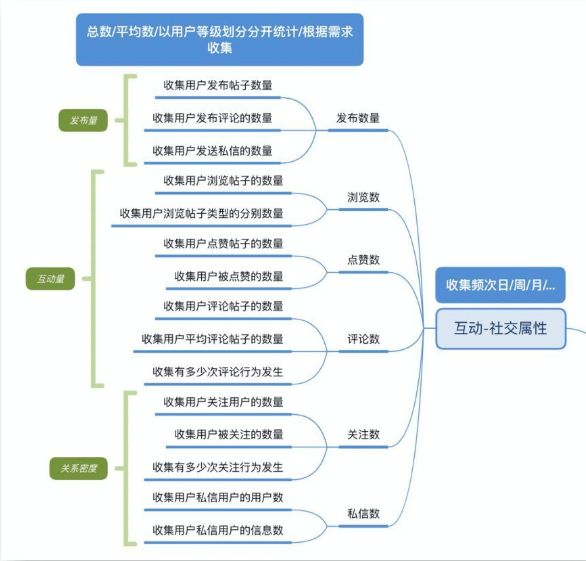 总数/平均数/以用户等级划分分开统计/根据需求
收集
收集用户发布帖子数量
发布量
收集用户发布评论的数量
发布数量
收集用户发送私信的数量
收集用户浏览帖子的数量
浏览数
收集用户浏览帖子类型的分别数量
收集用户点赞帖子的数量
点赞数
互动量
收集用户被点赞的数量
收集频次日/周/月/...
收集用户评论帖子的数量
互动-社交属性
收集用户平均评论帖子的数量
评论数
收集有多少次评论行为发生
收集用户关注用户的数量
收集用户被关注的数量
关注数
关系密度
收集有多少次关注行为发生
收集用户私信用户的用户数
私信数
收集用户私信用户的信息数